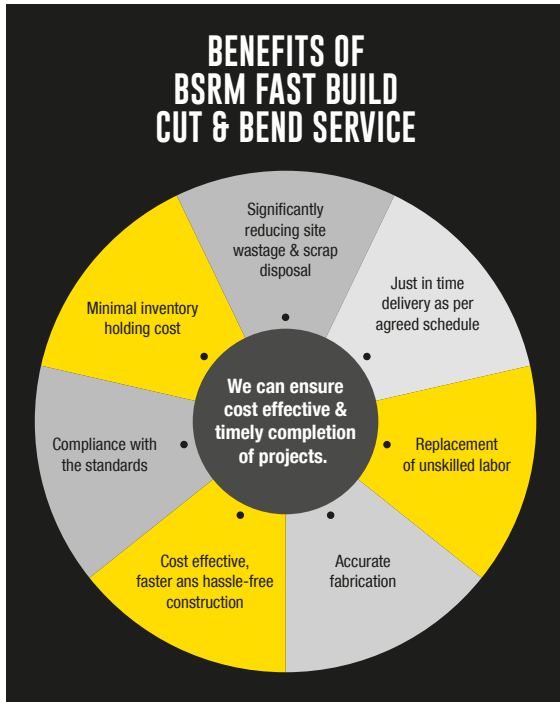 BENEFITS OF
BSRM FAST BUILD
CUT & BEND SERVICE
Significantly
reducing site
wastage & scrap
disposal
Just in time
delivery as per
agreed schedule
Replacement
of unskilled labor
Accurate
fabrication
Cost effective,
faster ans hassle-free
construction
Compliance with
the standards
Minimal inventory
holding cost
We can ensure
cost effective &
timely completion
of projects.